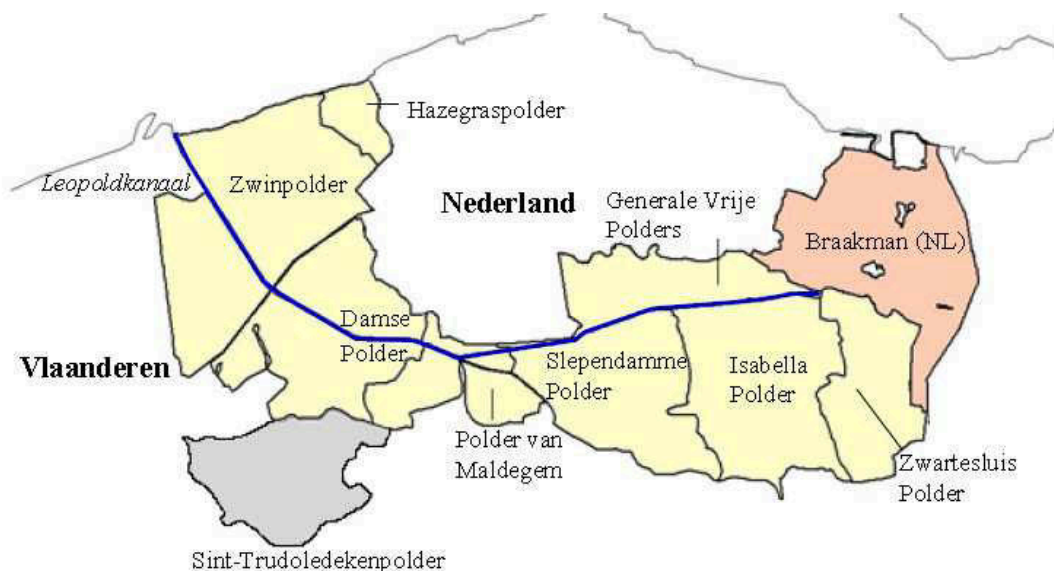 Hazegraspolder
Leopoldkanaal
Zwinpolder
Nederland
Generale Vrije
Polders
Braakman (NL)
Damse
Polder
Vlaanderen
Slependamme
Polder
Isabella
Polder
Polder van
Maldegem
Zwartesluis
Polder
Sint-Trudoledekenpolder